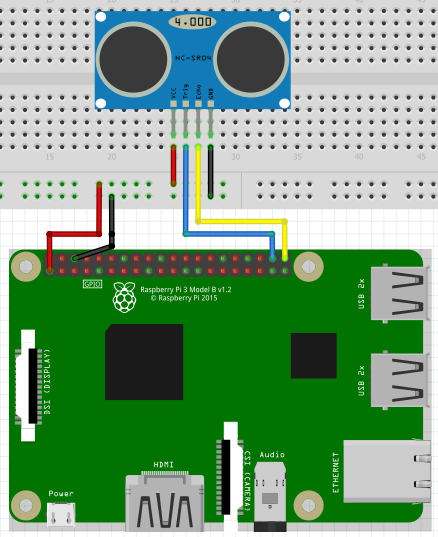 4.000
HC-SR04
VCC
Trig
Echo
GND
15
20
30
35
40
45
GPIO
Raspberry Pi 3 Model B v1.2
© Raspberry Pi 2015
USB 2x
USB 2x
DSI (DISPLAY)
HDMI
CSI (CAMERA)
Audio
ETHERNET
Power